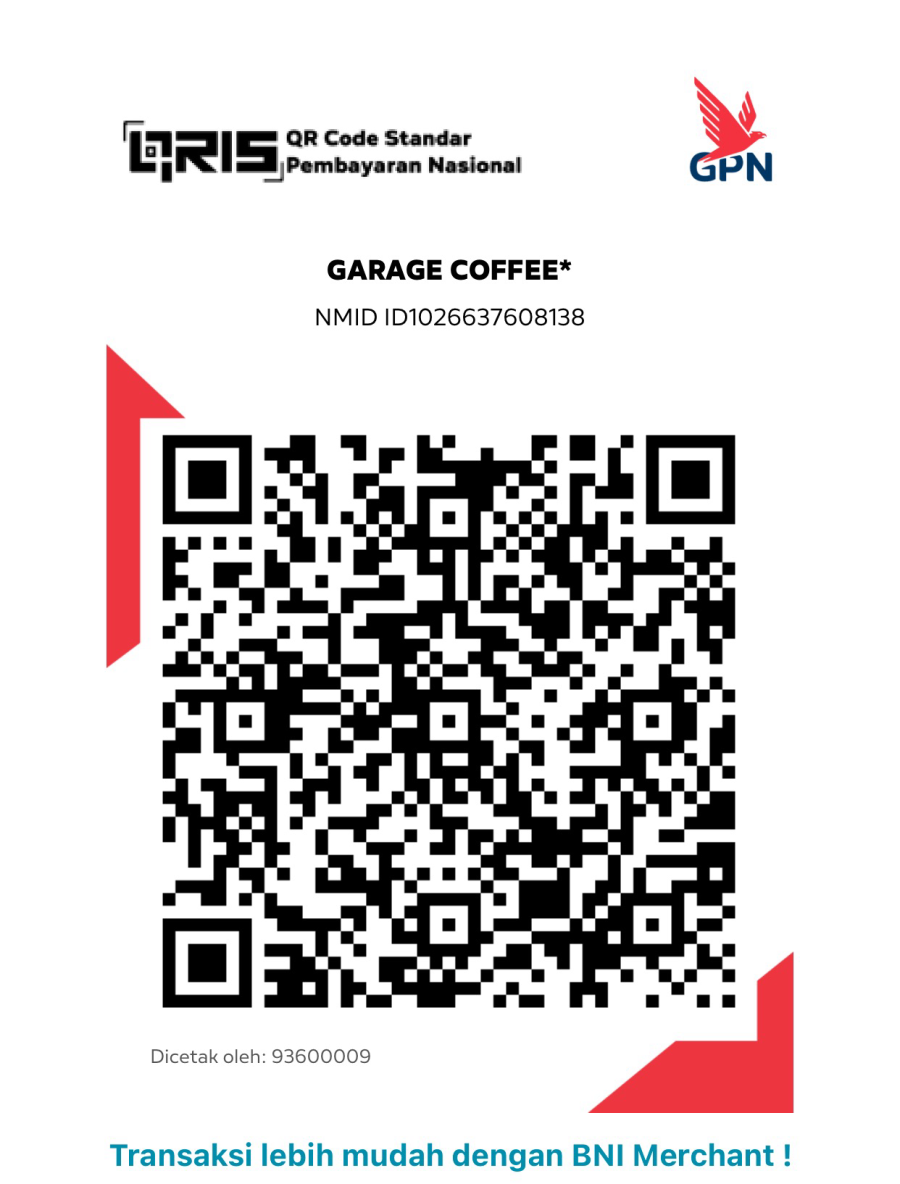 QRIS
QR Code Standar
Pembayaran Nasional
GPN
GARAGE COFFEE*
NMID ID1026637608138
Dicetak oleh: 93600009
Transaksi lebih mudah dengan BNI Merchant !